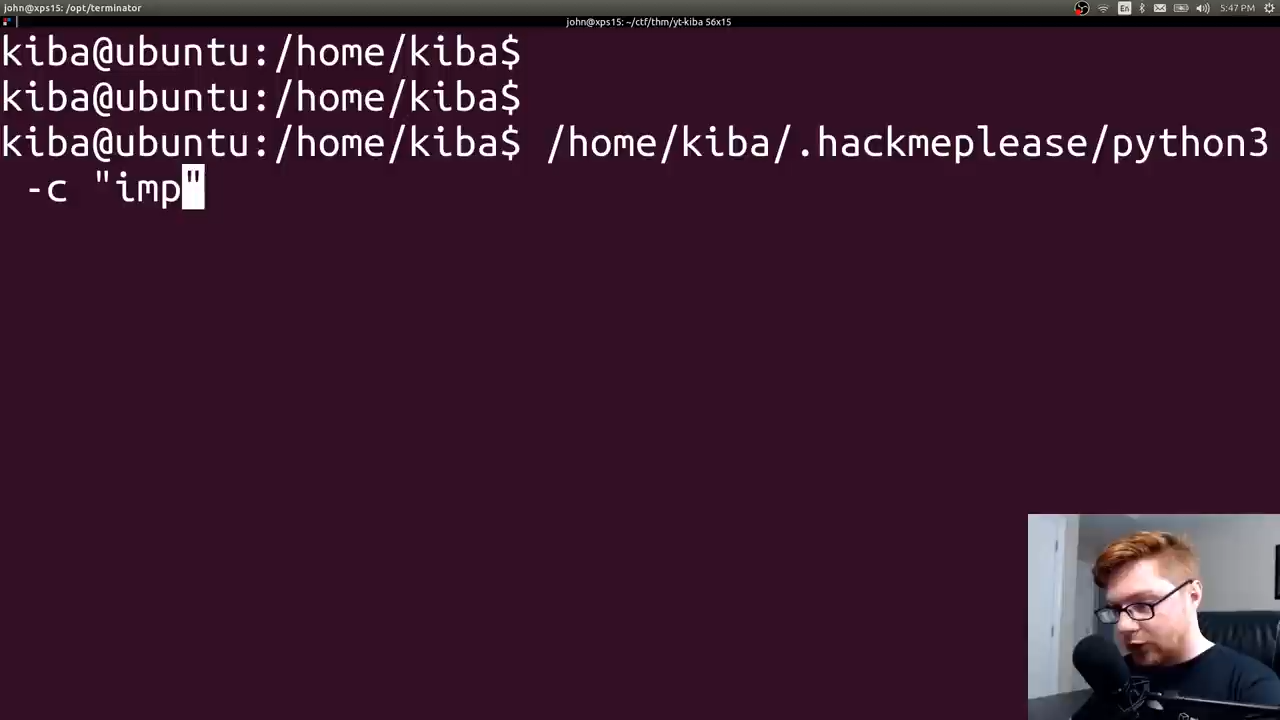 john@xps15: /opt/terminator
En
5:47 PM
john@xps15: ~/ctf/thm/yt-kiba 56x15
kiba@ubuntu:/home/kiba$
kiba@ubuntu:/home/kiba$
kiba@ubuntu:/home/kiba$ /home/kiba/.hackmeplease/python3
-c "imp"